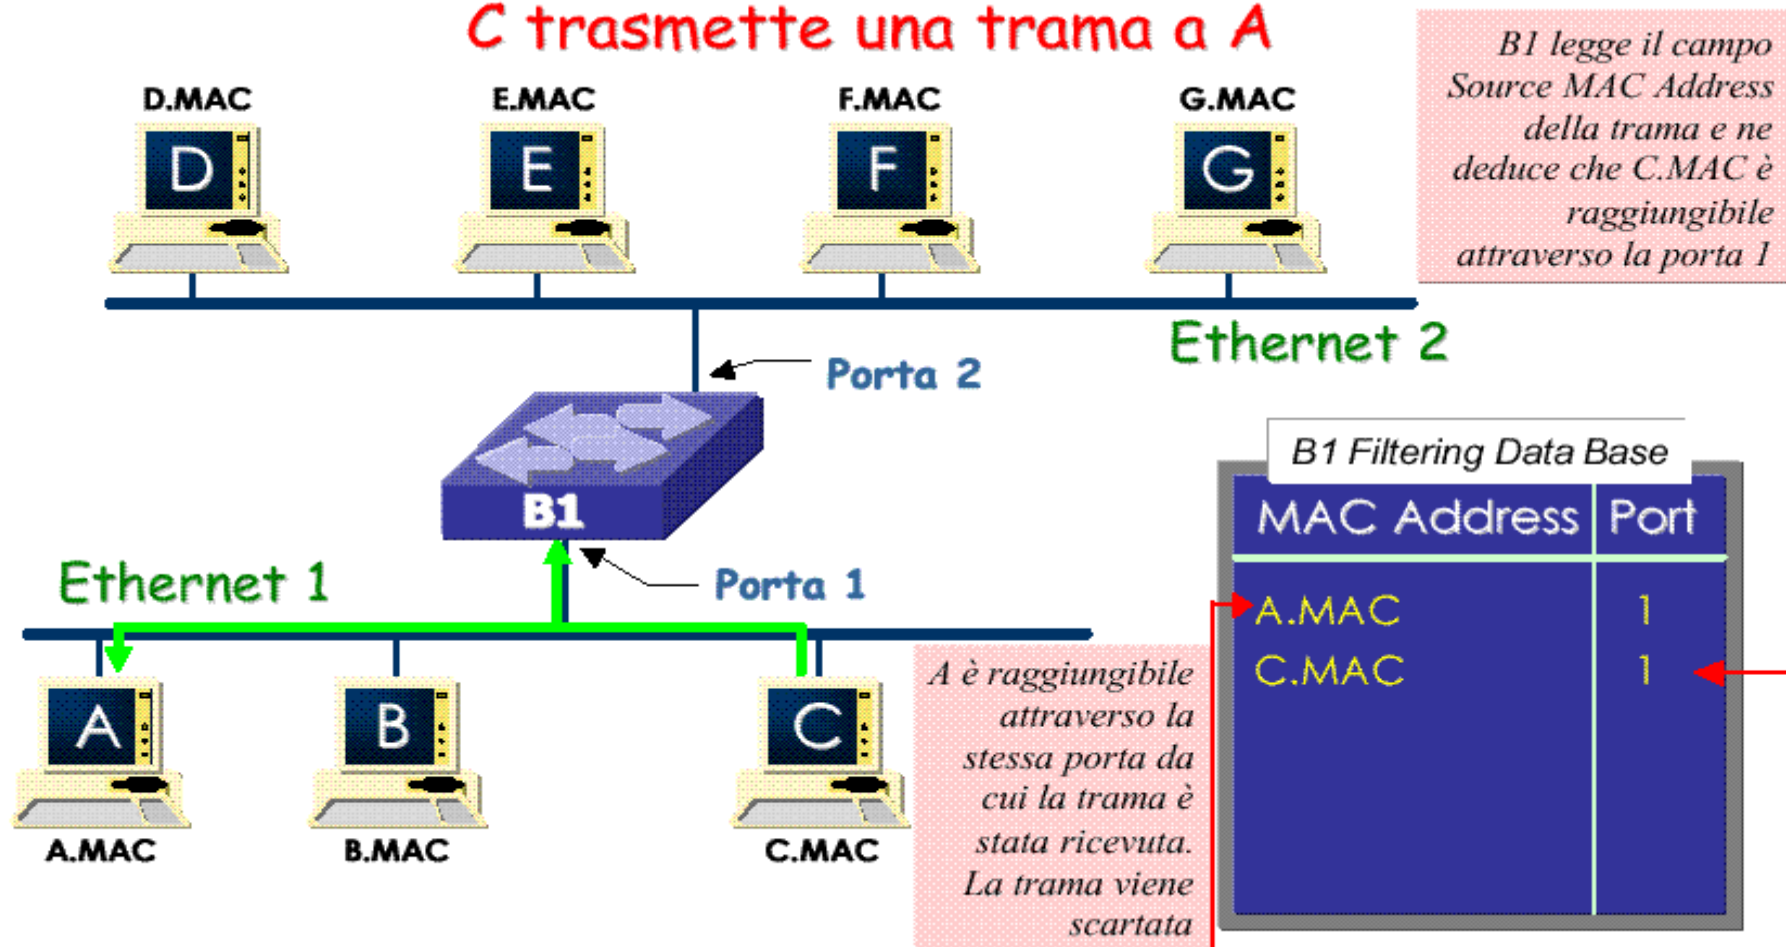 C trasmette una trama a A
B1 legge il campo
Source MAC Address
della trama e ne
deduce che C.MAC è
raggiungibile
attraverso la porta 1
D.MAC
E.MAC
F.MAC
G.MAC
D
E
F
G
Ethernet 2
Porta 2
B1
Porta 1
Ethernet 1
A
B
C
A.MAC
B.MAC
C.MAC
A è raggiungibile
attraverso la
stessa porta da
cui la trama è
stata ricevuta.
La trama viene
scartata
B1 Filtering Data Base
MAC Address Port
A.MAC 1
C.MAC 1